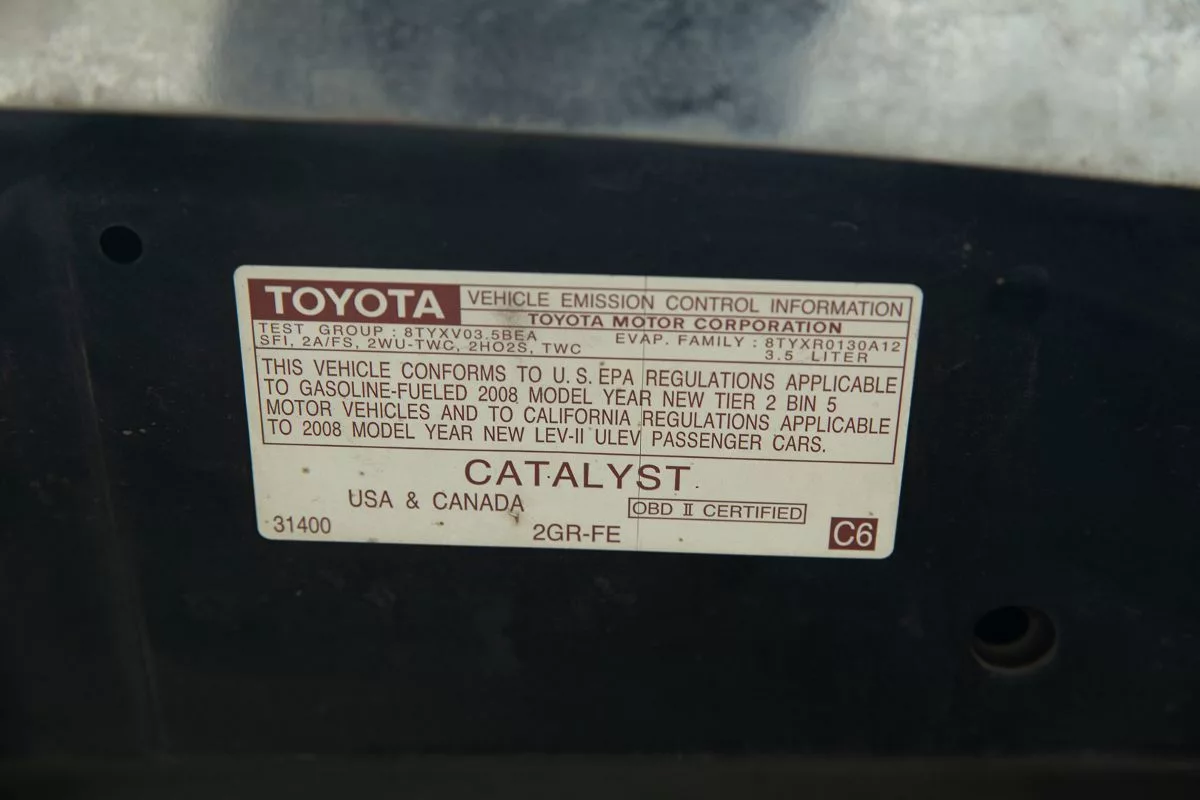 TOYOTA VEHICLE EMISSION CONTROL INFORMATION
TOYOTA MOTOR CORPORATION
TEST GROUP : 8TYXV03.5BEA EVAP. FAMILY : 8TYXR0130A12
SFI, 2A/FS, 2WU-TWC, 2HO2S, TWC 3.5 LITER
THIS VEHICLE CONFORMS TO U.S. EPA REGULATIONS APPLICABLE
TO GASOLINE-FUELED 2008 MODEL YEAR NEW TIER 2 BIN 5
MOTOR VEHICLES AND TO CALIFORNIA REGULATIONS APPLICABLE
TO 2008 MODEL YEAR NEW LEV-II ULEV PASSENGER CARS.
CATALYST
USA & CANADA OBD II CERTIFIED
31400 2GR-FE C6